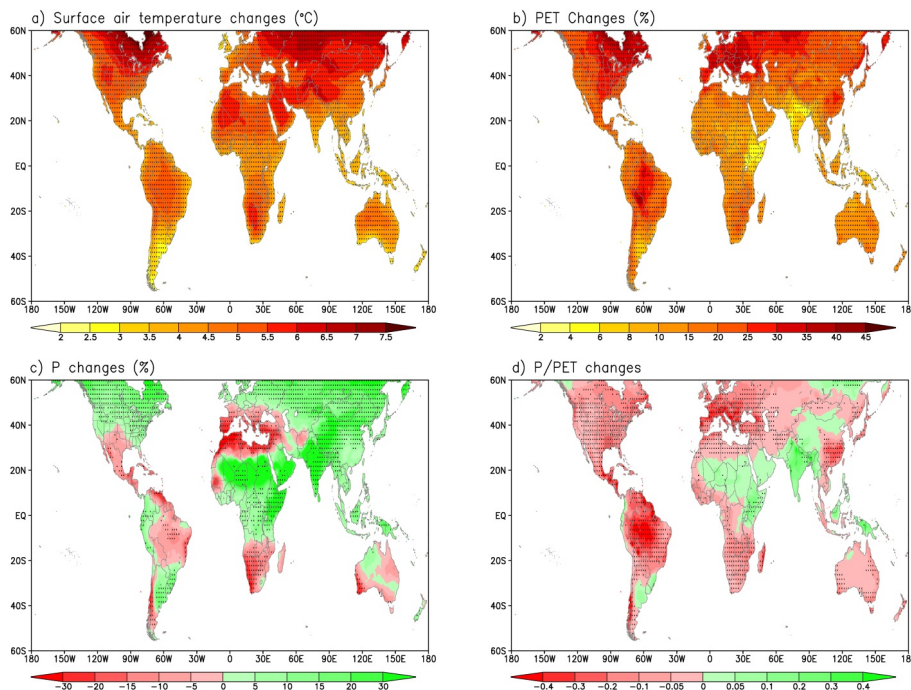 a) Surface air temperature changes (°C)
60N
40N
20N
EQ
20S
40S
60S
180 150W 120W 90W 60W 30W 0 30E 60E 90E 120E 150E 180
2 2.5 3 3.5 4 4.5 5 5.5 6 6.5 7 7.5
b) PET Changes (%)
60N
40N
20N
EQ
20S
40S
60S
180 150W 120W 90W 60W 30W 0 30E 60E 90E 120E 150E 180
2 4 6 8 10 15 20 25 30 35 40 45
c) P changes (%)
60N
40N
20N
EQ
20S
40S
60S
180 150W 120W 90W 60W 30W 0 30E 60E 90E 120E 150E 180
−30 −20 −15 −10 −5 0 5 10 15 20 30
d) P/PET changes
60N
40N
20N
EQ
20S
40S
60S
180 150W 120W 90W 60W 30W 0 30E 60E 90E 120E 150E 180
−0.4 −0.3 −0.2 −0.1 −0.05 0 0.05 0.1 0.2 0.3 0.4